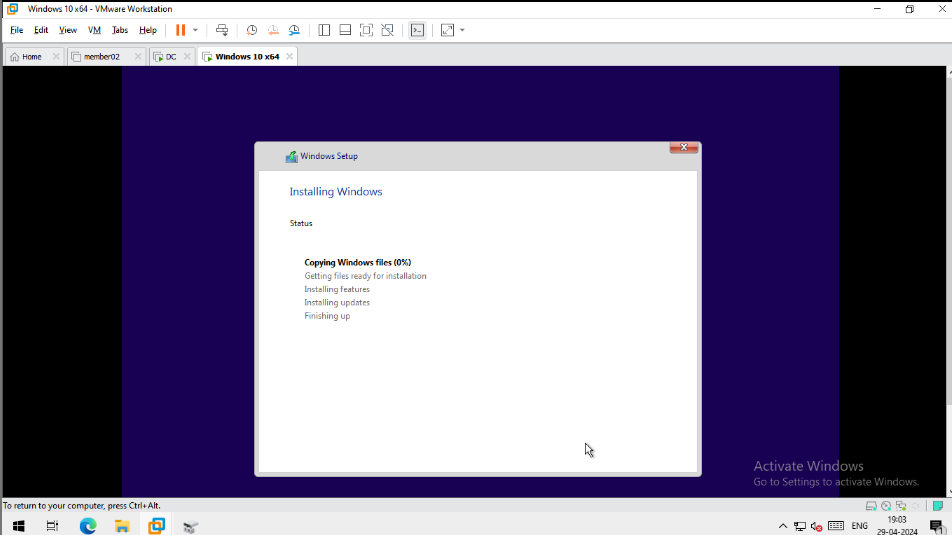 Windows 10 x64 - VMware Workstation
File Edit View VM Tabs Help
Home member02 DC Windows 10 x64
Windows Setup
Installing Windows
Status
Copying Windows files (0%)
Getting files ready for installation
Installing features
Installing updates
Finishing up
Activate Windows
Go to Settings to activate Windows.
To return to your computer, press Ctrl+Alt.
ENG
19:03
29-04-2024
1